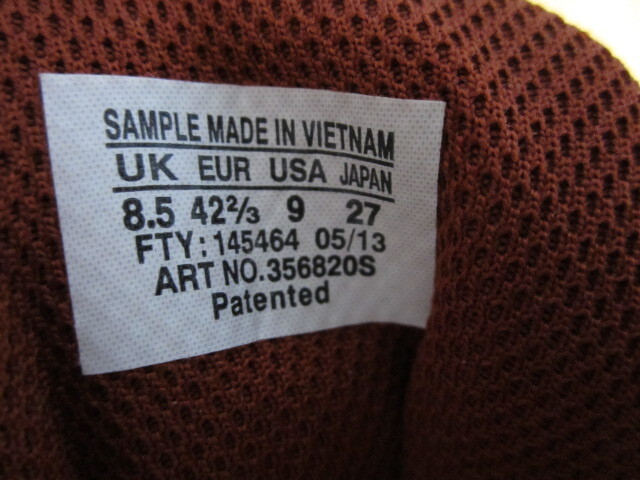 SAMPLE MADE IN VIETNAM
UK EUR USA JAPAN
8.5 42⅔ 9 27
FTY: 145464 05/13
ART NO.356820S
Patented